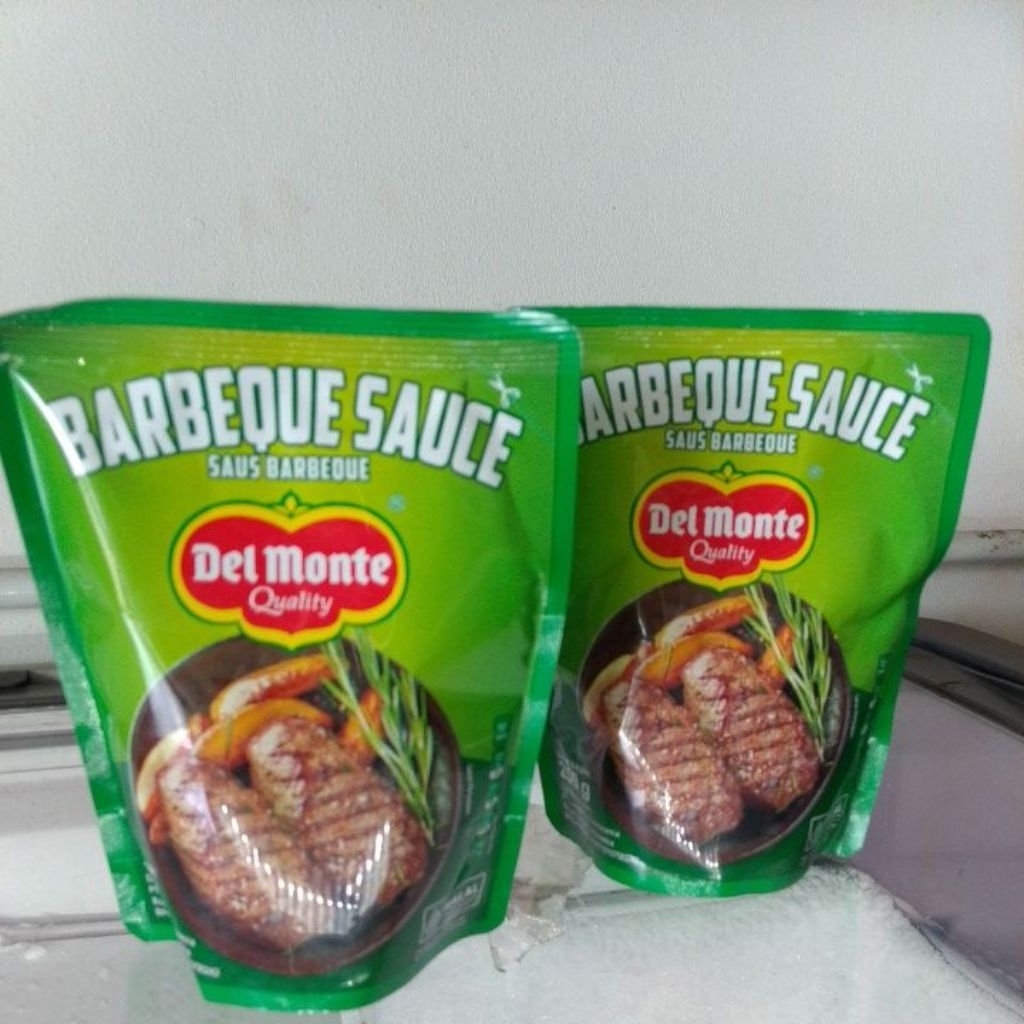 BARBEQUE SAUCE
SAUS BARBEQUE
Del Monte
Quality
ARBEQUE SAUCE
SAUS BARBEQUE
Del Monte
Quality